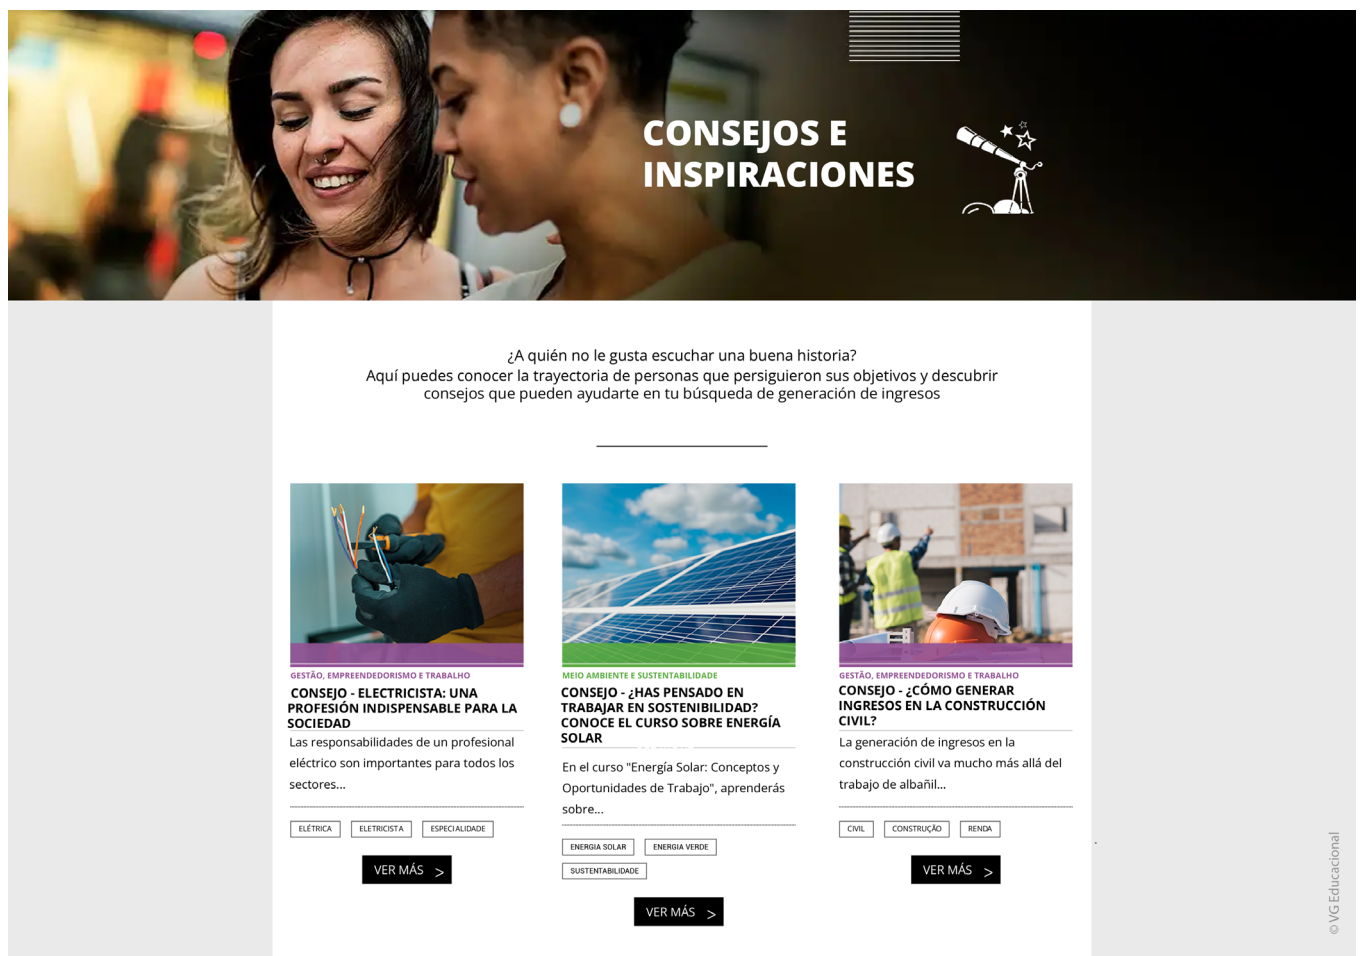 CONSEJOS E
INSPIRACIONES
¿A quién no le gusta escuchar una buena historia?
Aquí puedes conocer la trayectoria de personas que persiguieron sus objetivos y descubrir
consejos que pueden ayudarte en tu búsqueda de generación de ingresos
GESTÃO, EMPREENDEDORISMO E TRABALHO
CONSEJO - ELECTRICISTA: UNA
PROFESIÓN INDISPENSABLE PARA LA
SOCIEDAD
Las responsabilidades de un profesional
eléctrico son importantes para todos los
sectores...
ELÉTRICA ELETRICISTA ESPECIALIDADE
VER MÁS >
MEIO AMBIENTE E SUSTENTABILIDADE
CONSEJO - ¿HAS PENSADO EN
TRABAJAR EN SOSTENIBILIDAD?
CONOCE EL CURSO SOBRE ENERGÍA
SOLAR
En el curso "Energía Solar: Conceptos y
Oportunidades de Trabajo", aprenderás
sobre...
ENERGIA SOLAR ENERGIA VERDE
SUSTENTABILIDADE
VER MÁS >
GESTÃO, EMPREENDEDORISMO E TRABALHO
CONSEJO - ¿CÓMO GENERAR
INGRESOS EN LA CONSTRUCCIÓN
CIVIL?
La generación de ingresos en la
construcción civil va mucho más allá del
trabajo de albañil...
CIVIL CONSTRUÇÃO RENDA
VER MÁS >
© VG Educacional